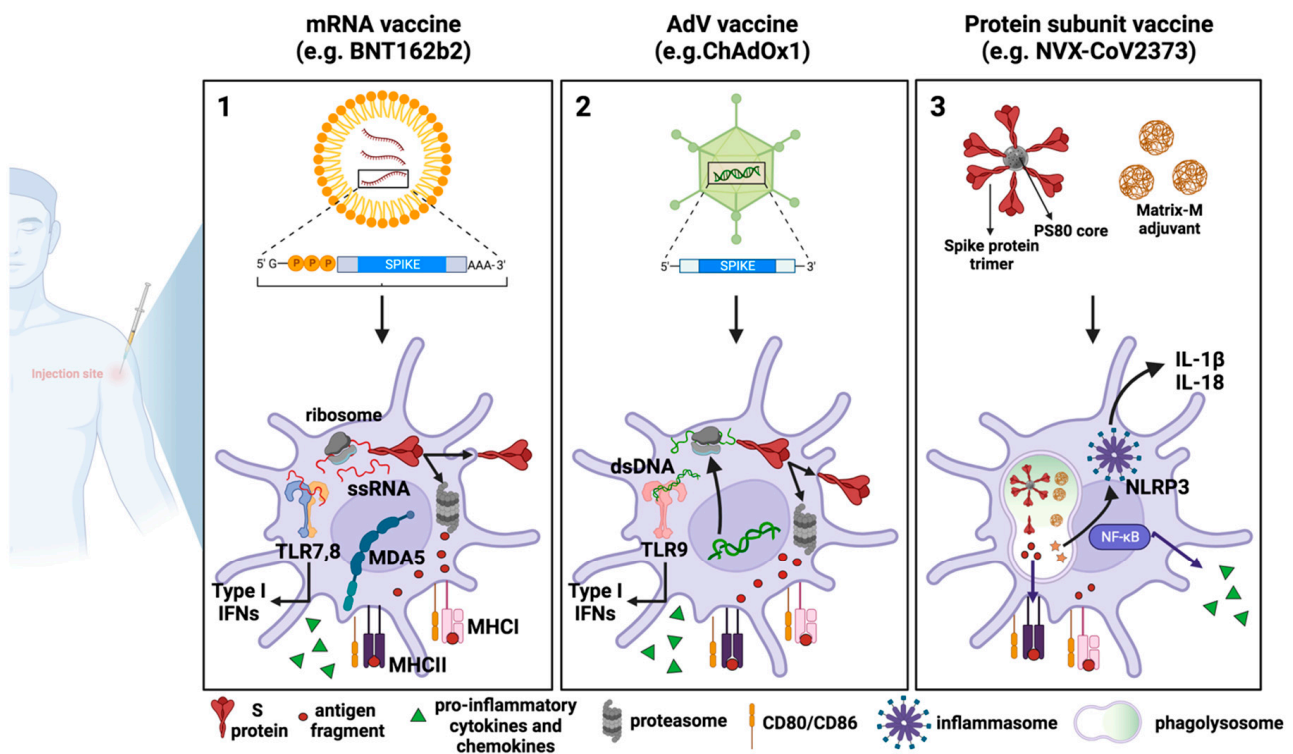 mRNA vaccine
(e.g. BNT162b2)
AdV vaccine
(e.g.ChAdOx1)
Protein subunit vaccine
(e.g. NVX-CoV2373)
Injection site
1
5' G
P P P
SPIKE
AAA- 3'
ribosome
ssRNA
TLR7,8
MDA5
Type I
IFNs
MHCI
MHCII
2
5'
SPIKE
3'
dsDNA
TLR9
Type I
IFNs
3
Spike protein
trimer
PS80 core
Matrix-M
adjuvant
IL-1β
IL-18
NLRP3
NF-κB
S
protein
antigen
fragment
pro-inflammatory
cytokines and
chemokines
proteasome
CD80/CD86
inflammasome
phagolysosome